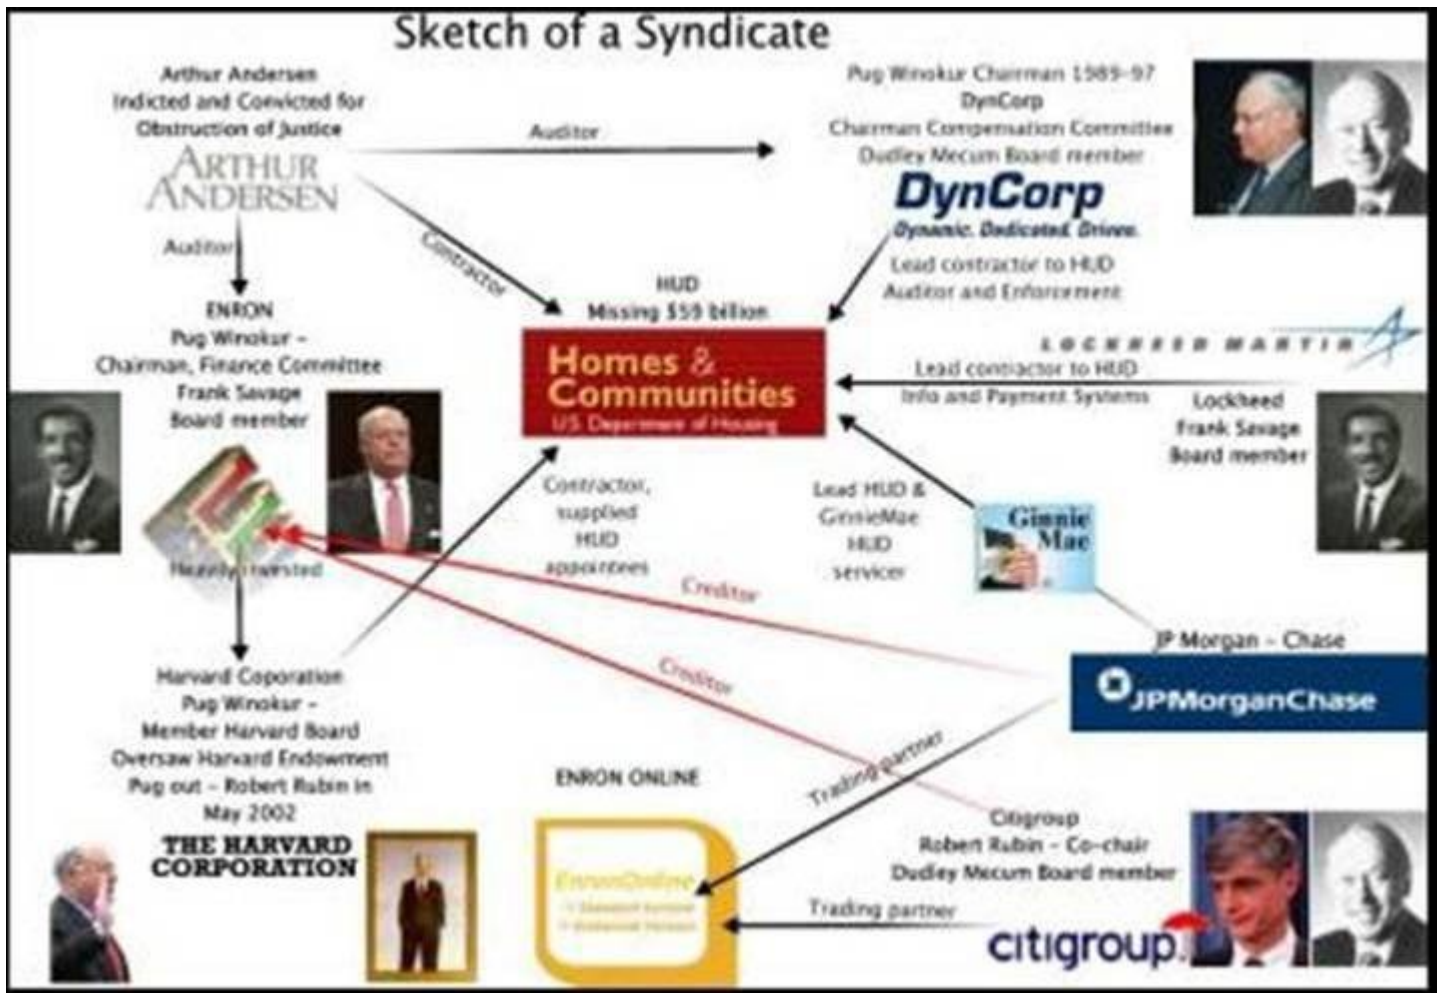 Sketch of a Syndicate
Arthur Andersen
Indicted and Convicted for
Obstruction of Justice
ARTHUR
ANDERSEN
Auditor
Auditor
Contractor
Pug Winokur Chairman 1989-97
DynCorp
Chairman Compensation Committee
Dudley Mecum Board member
DynCorp
Dynamic. Dedicated. Driven.
Lead contractor to HUD
Auditor and Enforcement
HUD
Missing $59 billion
Homes &
Communities
U.S. Department of Housing
LOCKHEED MARTIN
Lead contractor to HUD
Info and Payment Systems
Lockheed
Frank Savage
Board member
ENRON
Pug Winokur -
Chairman, Finance Committee
Frank Savage
Board member
Heavily invested
Contractor,
supplied
HUD
appointees
Lead HUD &
GinnieMae
HUD
servicer
Ginnie
Mae
Creditor
Creditor
JP Morgan - Chase
JPMorganChase
Harvard Coporation
Pug Winokur -
Member Harvard Board
Oversaw Harvard Endowment
Pug out - Robert Rubin in
May 2002
THE HARVARD
CORPORATION
ENRON ONLINE
EnronOnline
Trading partner
Trading partner
Citigroup
Robert Rubin - Co-chair
Dudley Mecum Board member
citigroup